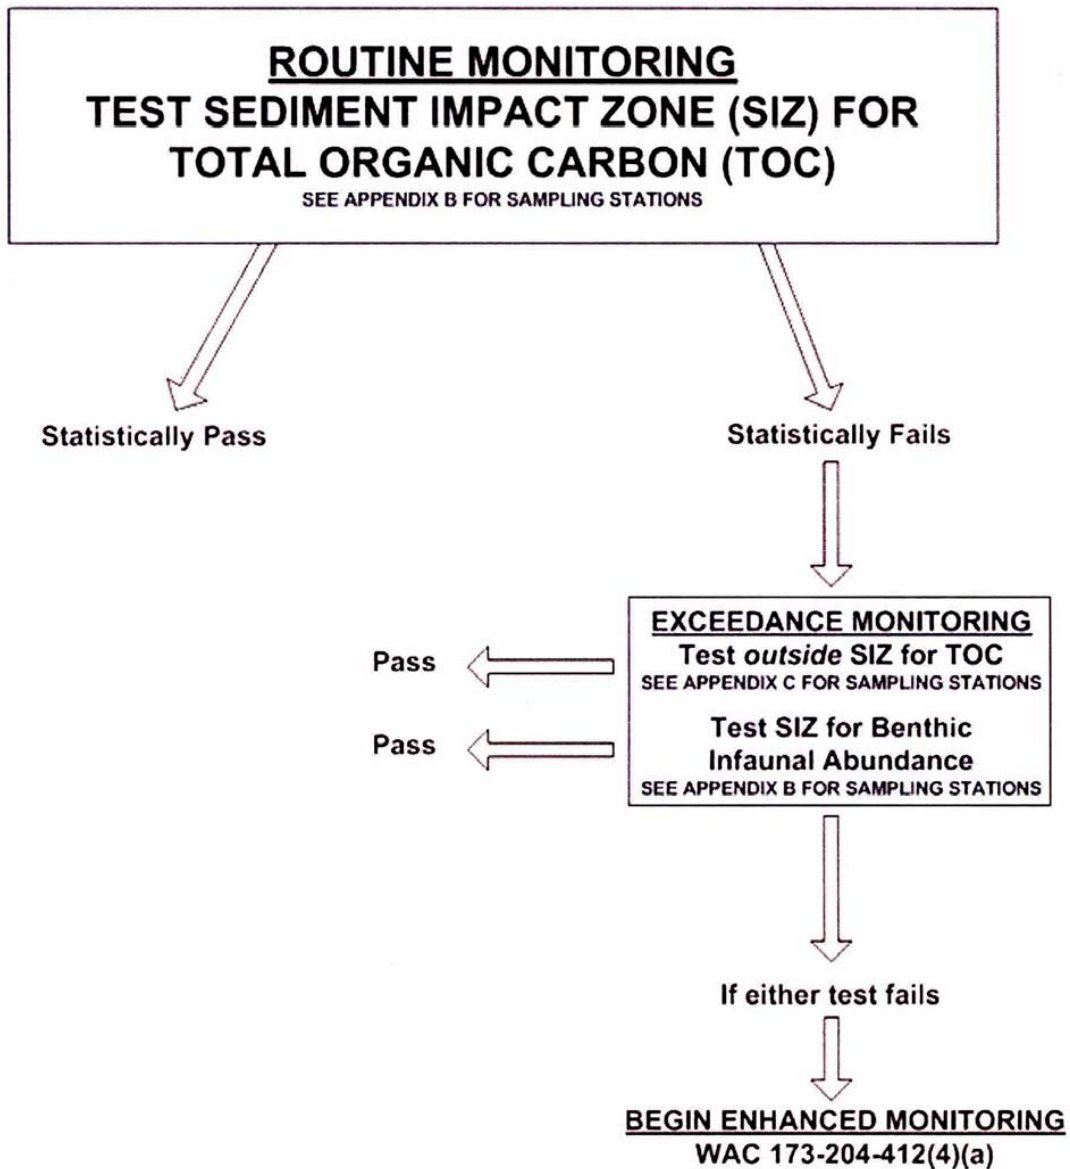 ROUTINE MONITORING
TEST SEDIMENT IMPACT ZONE (SIZ) FOR
TOTAL ORGANIC CARBON (TOC)
SEE APPENDIX B FOR SAMPLING STATIONS
Statistically Pass
Statistically Fails
EXCEEDANCE MONITORING
Test outside SIZ for TOC
SEE APPENDIX C FOR SAMPLING STATIONS
Pass
Test SIZ for Benthic
Infaunal Abundance
SEE APPENDIX B FOR SAMPLING STATIONS
Pass
If either test fails
BEGIN ENHANCED MONITORING
WAC 173-204-412(4)(a)